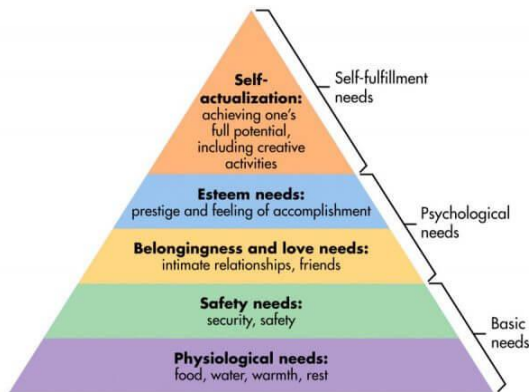 Self-
actualization:
achieving one's
full potential,
including creative
activities
Self-fulfillment
needs
Esteem needs:
prestige and feeling of accomplishment
Belongingness and love needs:
intimate relationships, friends
Psychological
needs
Safety needs:
security, safety
Physiological needs:
food, water, warmth, rest
Basic
needs